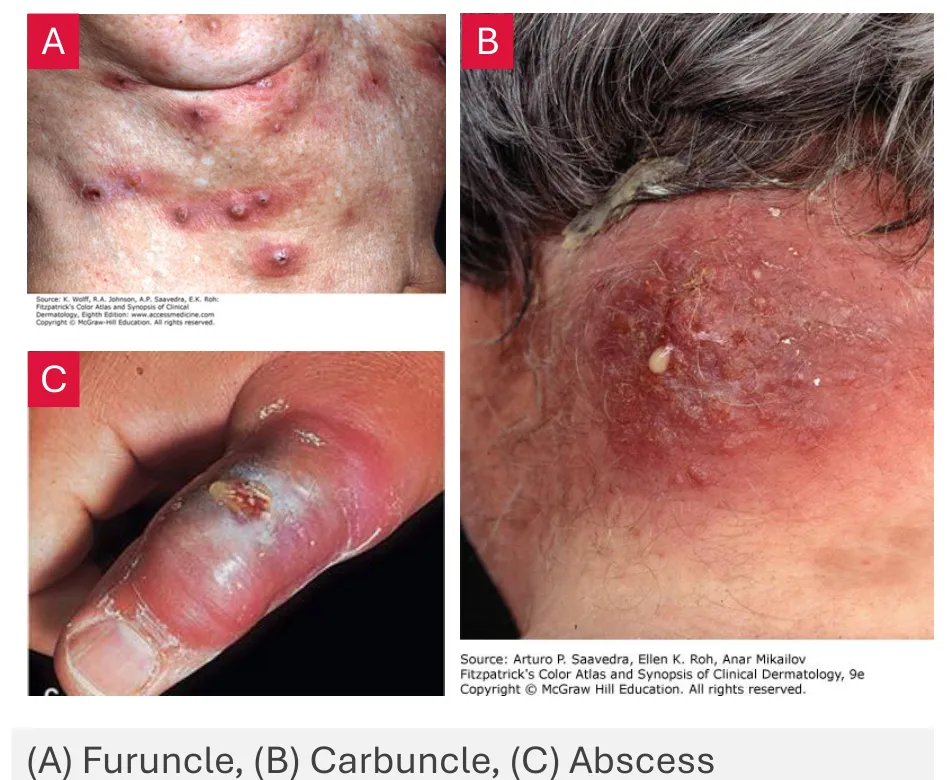 A
B
Source: K. Wolff, R.A. Johnson, A.P. Saavedra, E.K. Roh:
Fitzpatrick's Color Atlas and Synopsis of Clinical
Dermatology, Eighth Edition: www.accessmedicine.com
Copyright © McGraw-Hill Education. All rights reserved.
C
Source: Arturo P. Saavedra, Ellen K. Roh, Anar Mikailov
Fitzpatrick's Color Atlas and Synopsis of Clinical Dermatology, 9e
Copyright © McGraw Hill Education. All rights reserved.
(A) Furuncle, (B) Carbuncle, (C) Abscess